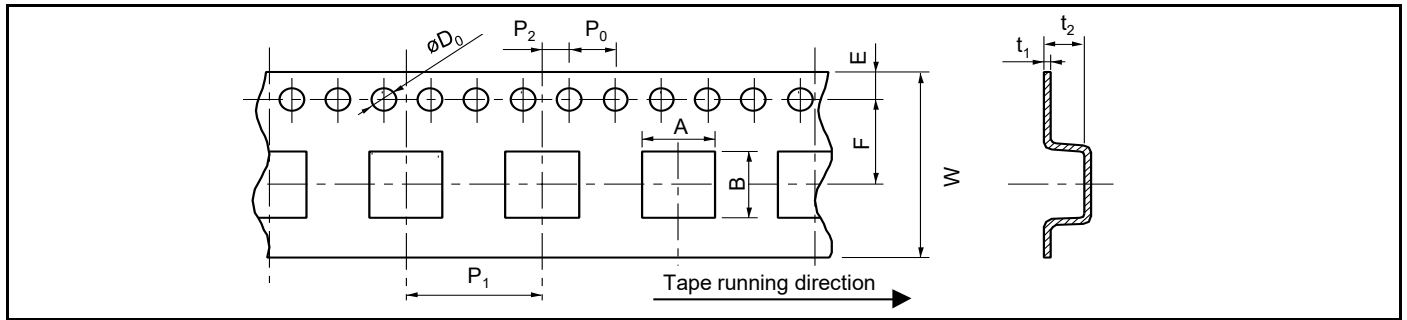 P₂ P₀
øD₀
E
t₂
t₁
A
F
B
W
P₁
Tape running direction